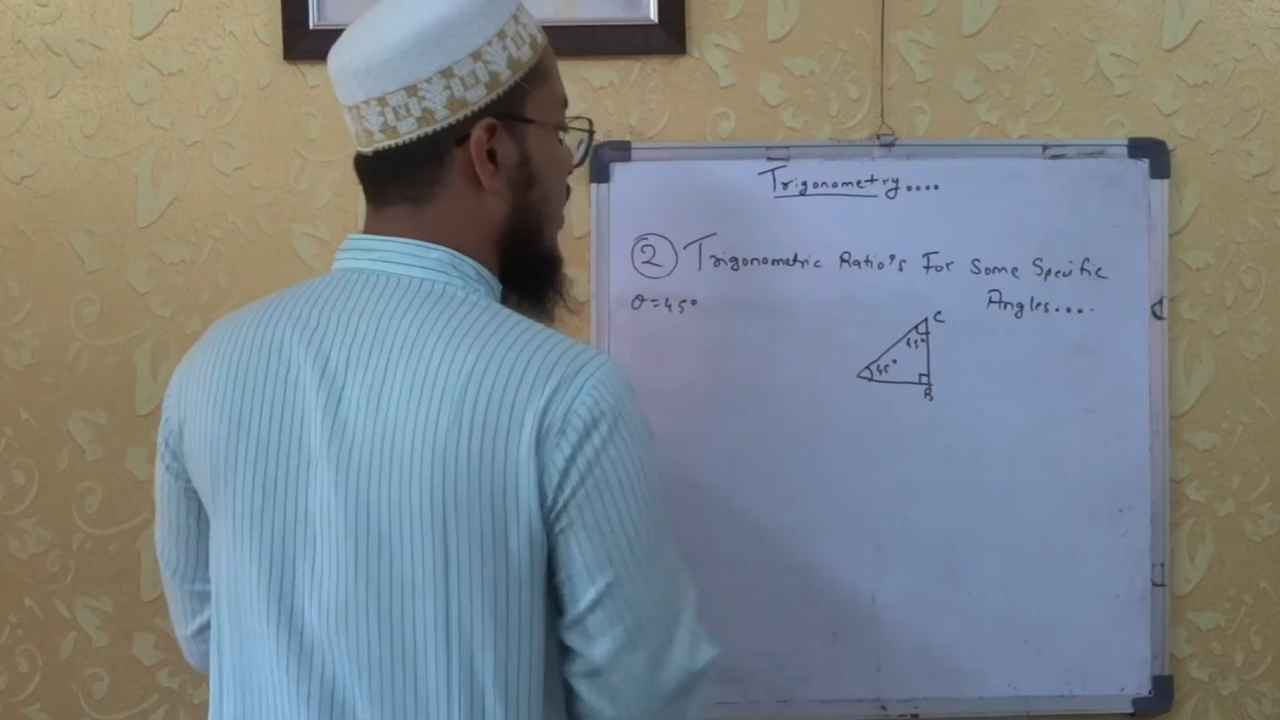 Trigonometry....
② Trigonometric Ratio's For Some Specific
Angles....
θ=45°
C
45°
45°
B